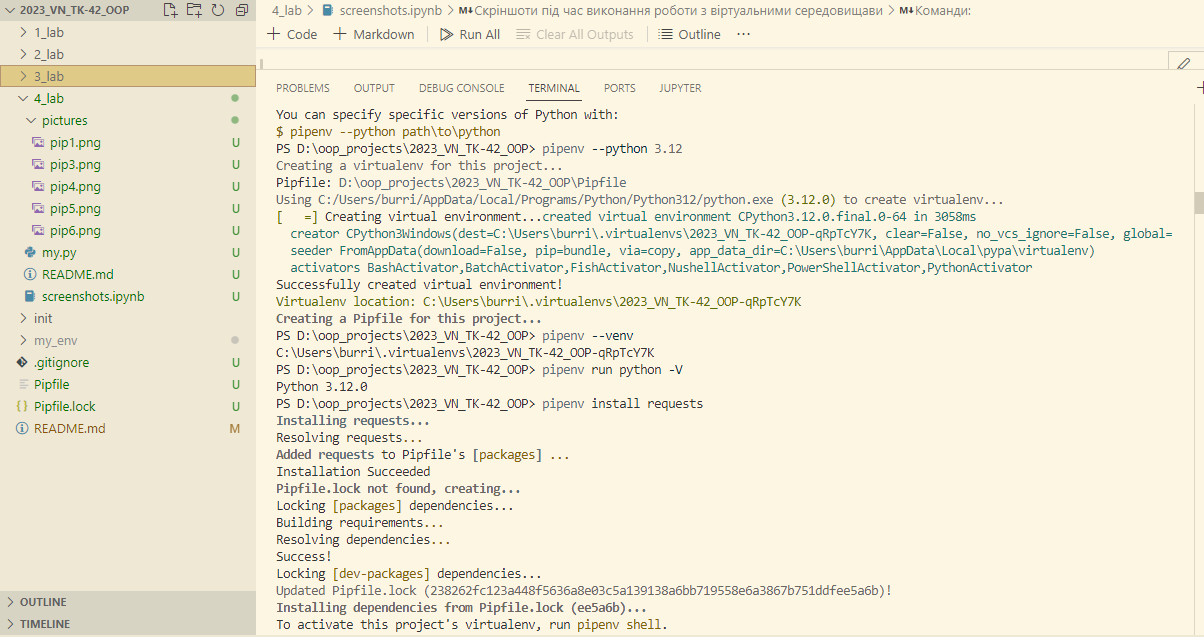 2023_VN_TK-42_OOP
1_lab
2_lab
3_lab
4_lab
pictures
pip1.png U
pip3.png U
pip4.png U
pip5.png U
pip6.png U
my.py U
README.md U
screenshots.ipynb U
init
my_env
.gitignore U
Pipfile U
Pipfile.lock U
README.md M
OUTLINE
TIMELINE
4_lab > screenshots.ipynb > M↓Скріншоти під час виконання роботи з віртуальними середовищами > M↓Команди:
+ Code + Markdown Run All Clear All Outputs Outline ...
PROBLEMS OUTPUT DEBUG CONSOLE TERMINAL PORTS JUPYTER
You can specify specific versions of Python with:
$ pipenv --python path\to\python
PS D:\oop_projects\2023_VN_TK-42_OOP> pipenv --python 3.12
Creating a virtualenv for this project...
Pipfile: D:\oop_projects\2023_VN_TK-42_OOP\Pipfile
Using C:/Users/burri/AppData/Local/Programs/Python/Python312/python.exe (3.12.0) to create virtualenv...
[   =] Creating virtual environment...created virtual environment CPython3.12.0.final.0-64 in 3058ms
creator CPython3Windows(dest=C:\Users\burri\.virtualenvs\2023_VN_TK-42_OOP-qRpTcY7K, clear=False, no_vcs_ignore=False, global=
seeder FromAppData(download=False, pip=bundle, via=copy, app_data_dir=C:\Users\burri\AppData\Local\pypa\virtualenv)
activators BashActivator,BatchActivator,FishActivator,NushellActivator,PowerShellActivator,PythonActivator
Successfully created virtual environment!
Virtualenv location: C:\Users\burri\.virtualenvs\2023_VN_TK-42_OOP-qRpTcY7K
Creating a Pipfile for this project...
PS D:\oop_projects\2023_VN_TK-42_OOP> pipenv --venv
C:\Users\burri\.virtualenvs\2023_VN_TK-42_OOP-qRpTcY7K
PS D:\oop_projects\2023_VN_TK-42_OOP> pipenv run python -V
Python 3.12.0
PS D:\oop_projects\2023_VN_TK-42_OOP> pipenv install requests
Installing requests...
Resolving requests...
Added requests to Pipfile's [packages] ...
Installation Succeeded
Pipfile.lock not found, creating...
Locking [packages] dependencies...
Building requirements...
Resolving dependencies...
Success!
Locking [dev-packages] dependencies...
Updated Pipfile.lock (238262fc123a448f5636a8e03c5a139138a6bb719558e6a3867b751ddfee5a6b)!
Installing dependencies from Pipfile.lock (ee5a6b)...
To activate this project's virtualenv, run pipenv shell.